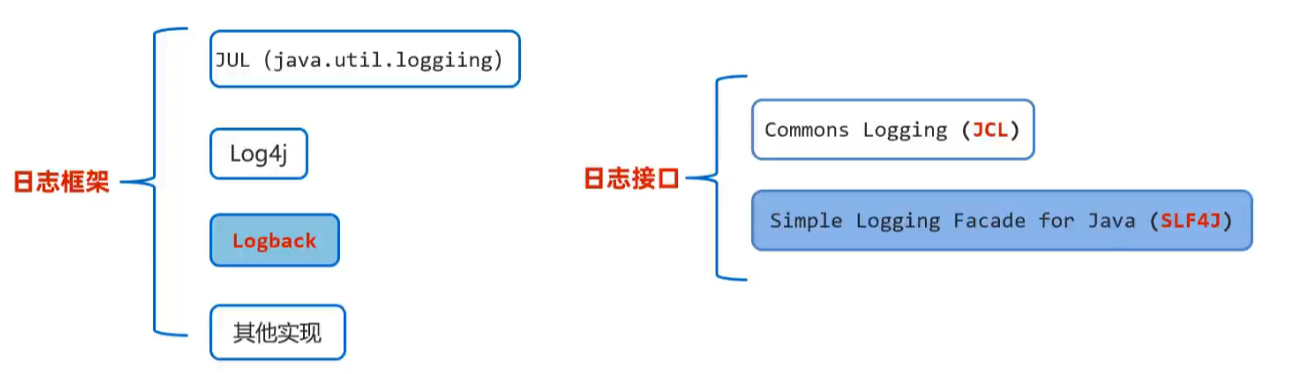 日志框架
JUL (java.util.loggiing)
Log4j
Logback
其他实现
日志接口
Commons Logging (JCL)
Simple Logging Facade for Java (SLF4J)